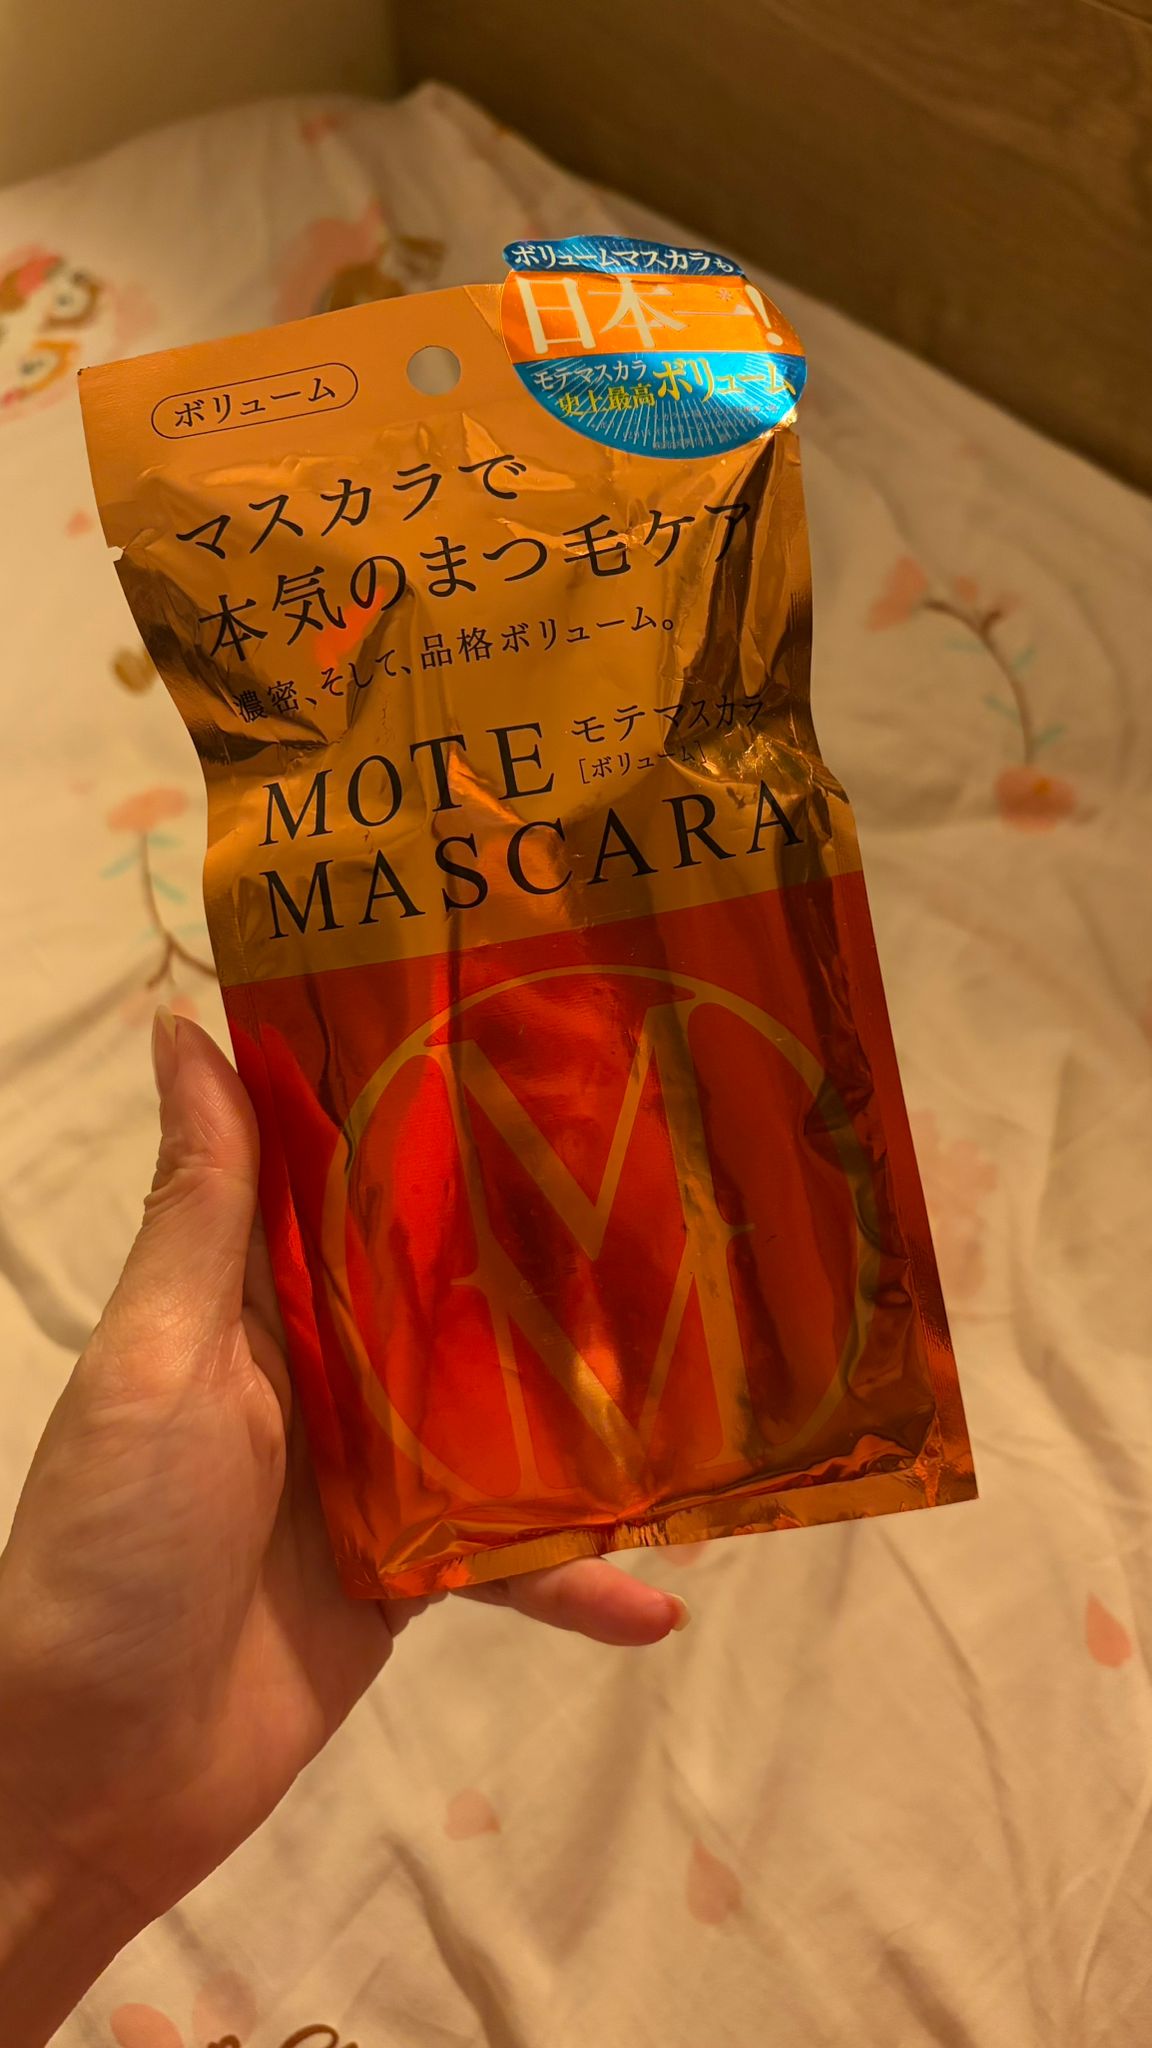 ボリュームマスカラも
日本一*!
モテマスカラ
史上最高 ボリューム
ボリューム
マスカラで
本気のまつ毛ケア
濃密、そして、品格ボリューム。
MOTE モテマスカラ
[ボリューム]
MASCARA
M